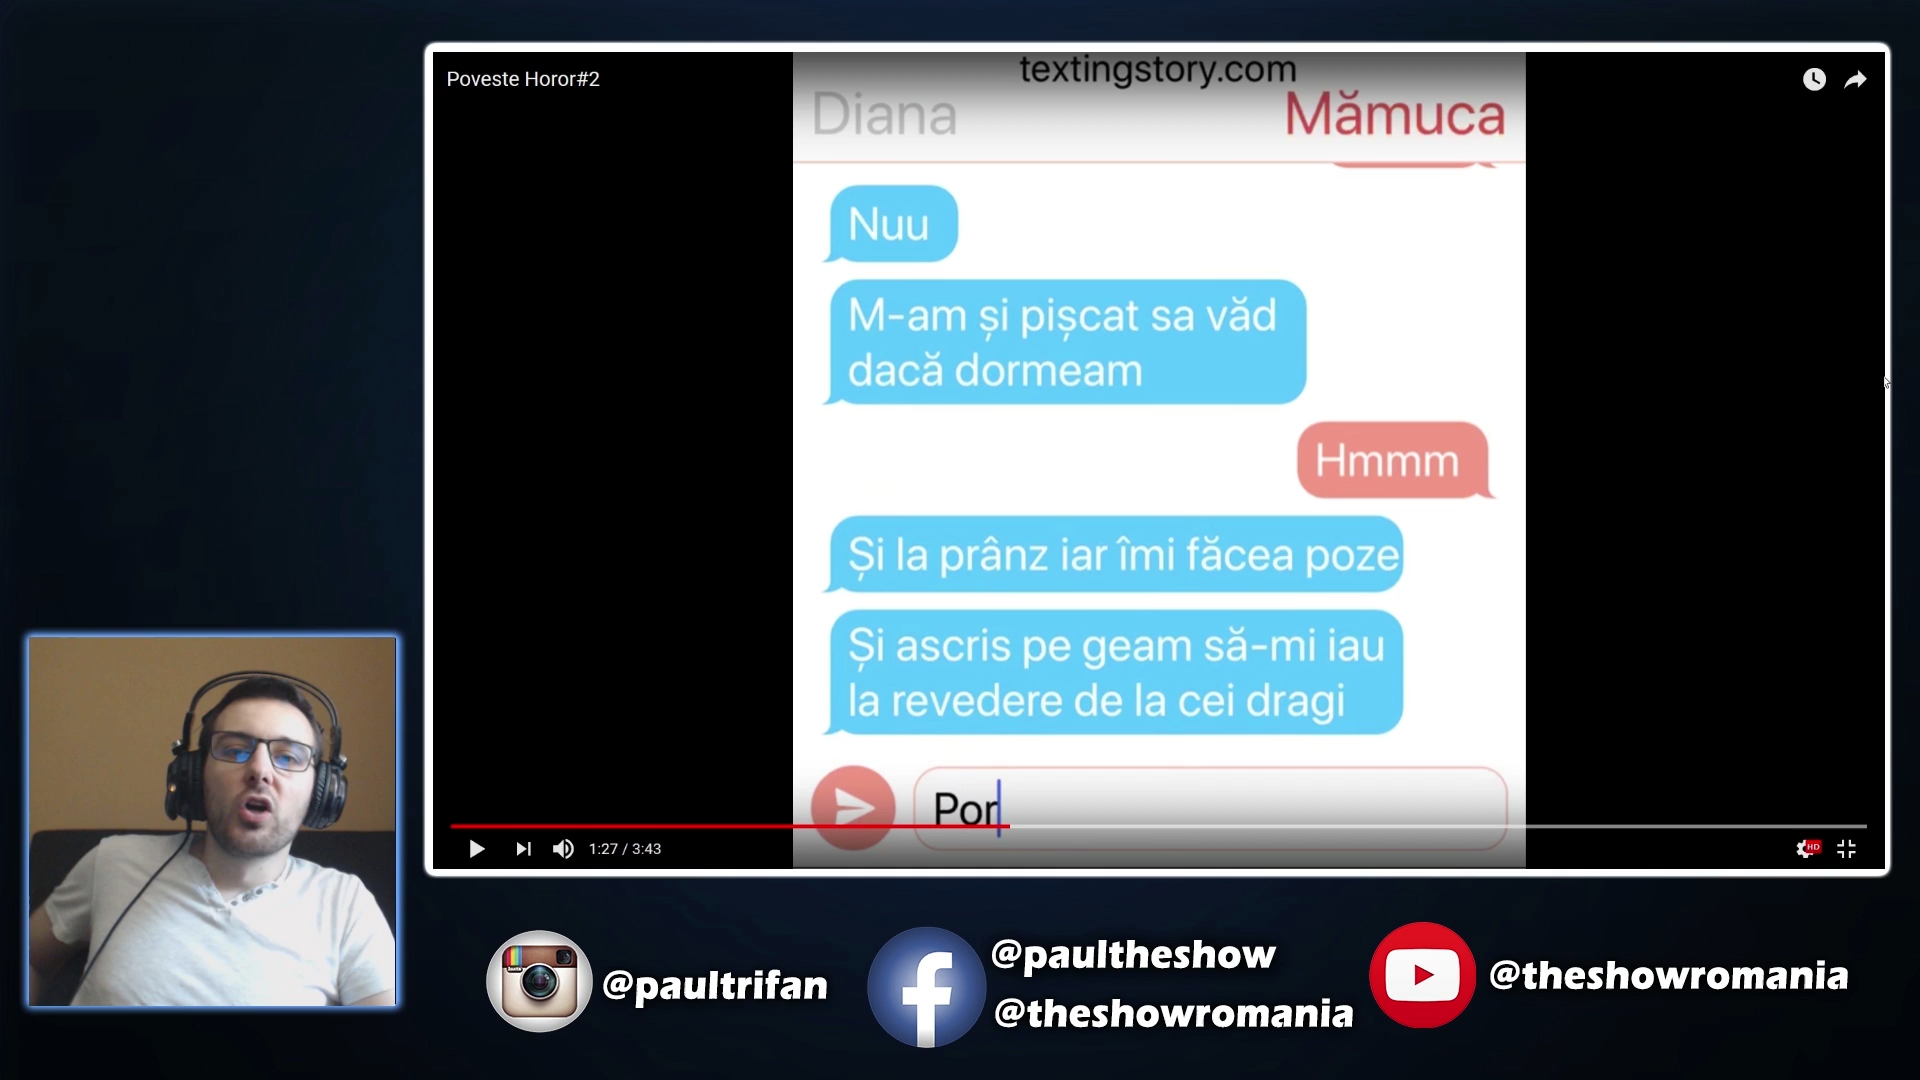 Poveste Horor#2
textingstory.com
Diana
Mămuca
Nuu
M-am și pișcat sa văd
dacă dormeam
Hmmm
Și la prânz iar îmi făcea poze
Și ascris pe geam să-mi iau
la revedere de la cei dragi
Por
1:27 / 3:43
HD
@paultrifan
@paultheshow
@theshowromania
@theshowromania